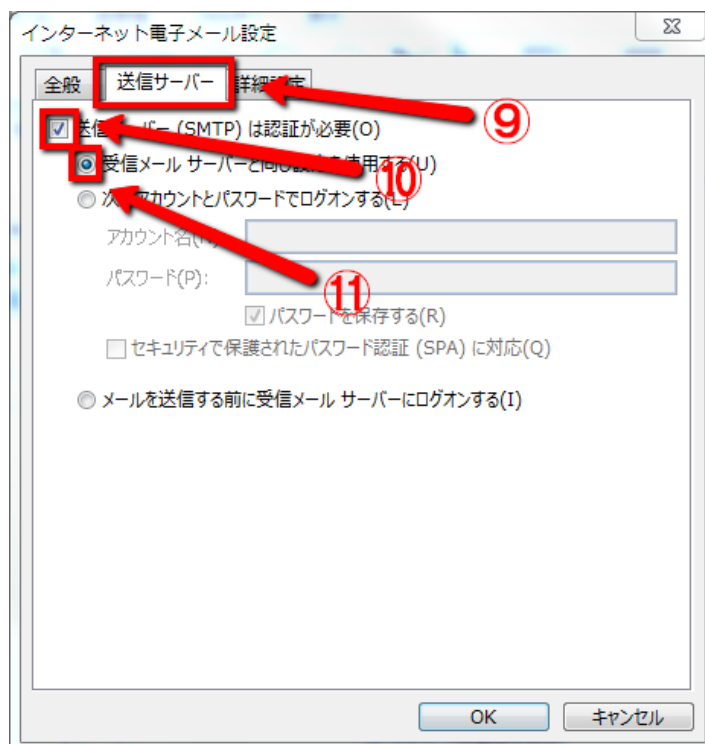 インターネット電子メール設定
全般 送信サーバー 詳細設定
⑨
送信サーバー (SMTP) は認証が必要(O)
受信メール サーバーと同じ設定を使用する(U)
⑩
次のアカウントとパスワードでログオンする(L)
アカウント名(N):
パスワード(P):
⑪
パスワードを保存する(R)
セキュリティで保護されたパスワード認証 (SPA) に対応(Q)
メールを送信する前に受信メール サーバーにログオンする(I)
OK キャンセル